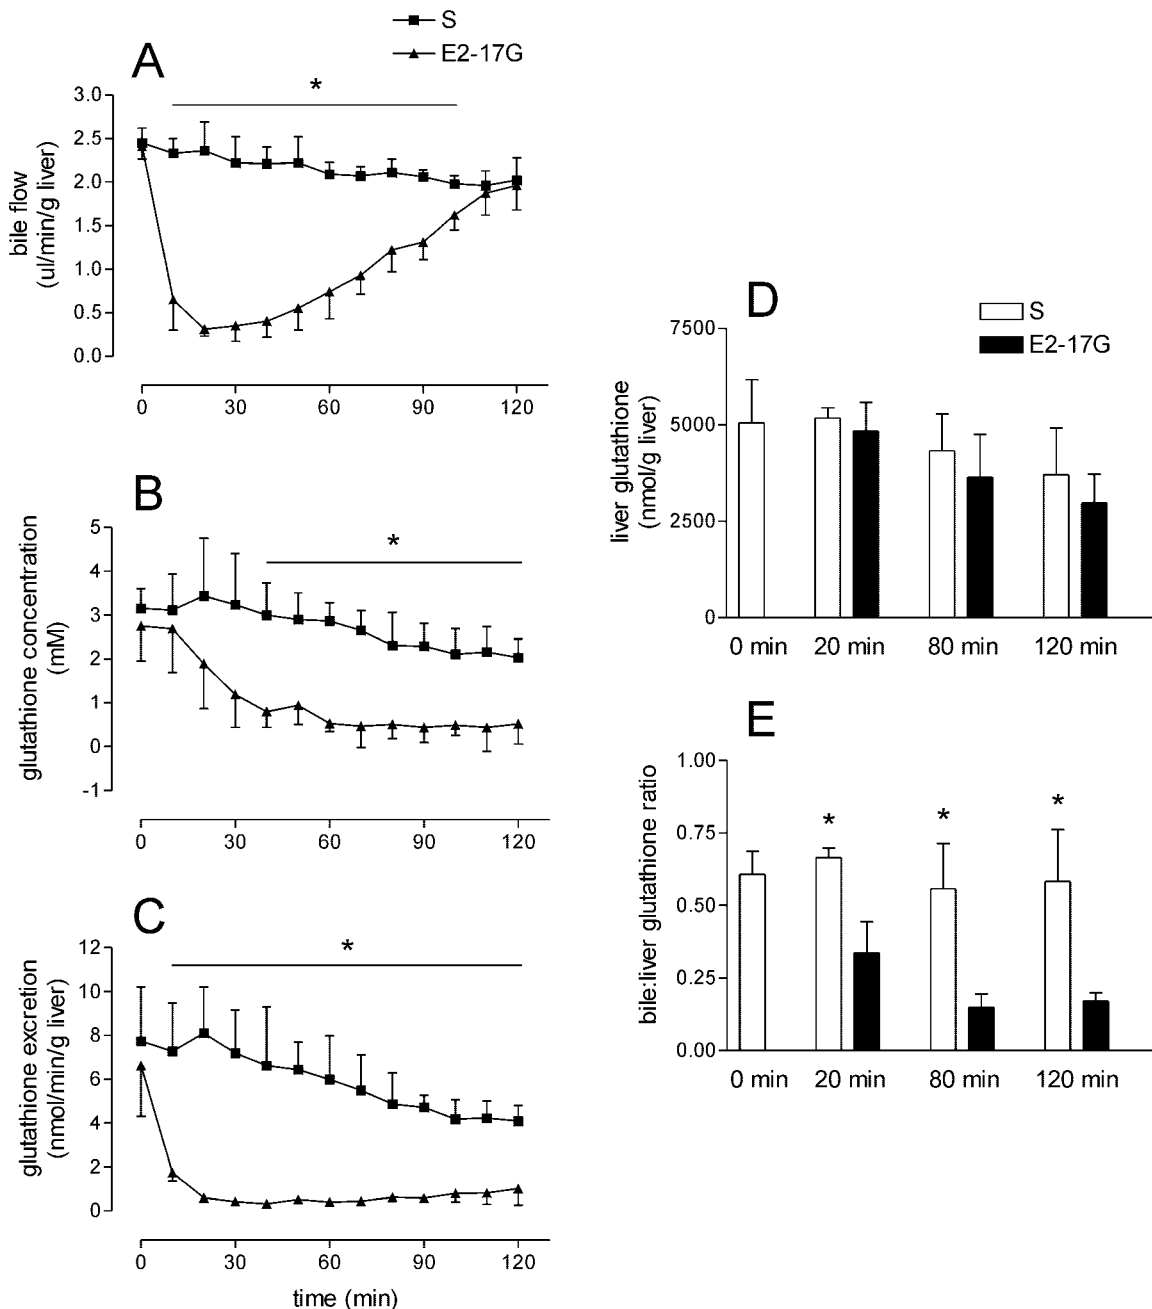 S
E2-17G
A
*
bile flow
(ul/min/g liver)
3.0
2.5
2.0
1.5
1.0
0.5
0.0
0 30 60 90 120
B
*
glutathione concentration
(mM)
5
4
3
2
1
0
-1
0 30 60 90 120
C
*
glutathione excretion
(nmol/min/g liver)
12
10
8
6
4
2
0
0 30 60 90 120
time (min)
D
S
E2-17G
liver glutathione
(nmol/g liver)
7500
5000
2500
0
0 min 20 min 80 min 120 min
E
* * *
bile:liver glutathione ratio
1.00
0.75
0.50
0.25
0.00
0 min 20 min 80 min 120 min